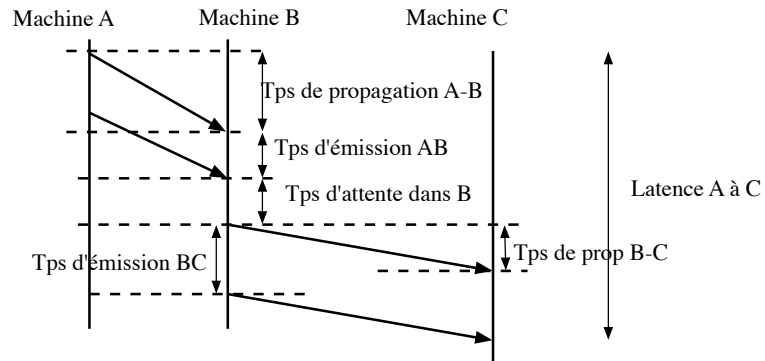 Machine A
Machine B
Machine C
Tps de propagation A-B
Tps d'émission AB
Tps d'attente dans B
Latence A à C
Tps d'émission BC
Tps de prop B-C